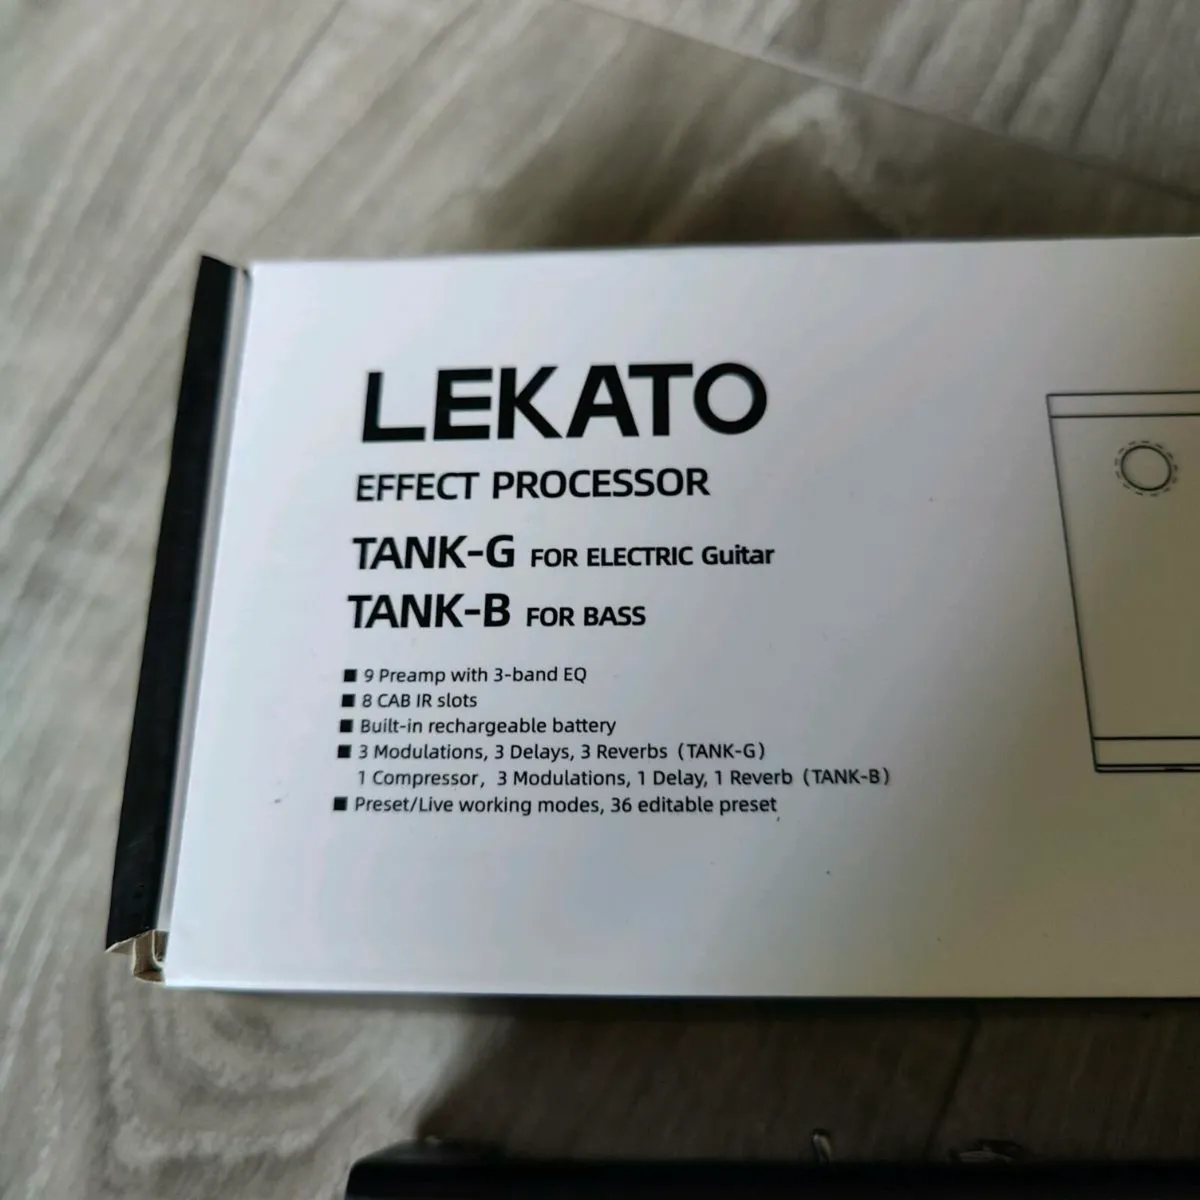 LEKATO
EFFECT PROCESSOR
TANK-G FOR ELECTRIC Guitar
TANK-B FOR BASS
■ 9 Preamp with 3-band EQ
■ 8 CAB IR slots
■ Built-in rechargeable battery
■ 3 Modulations, 3 Delays, 3 Reverbs（TANK-G）
1 Compressor，3 Modulations, 1 Delay, 1 Reverb（TANK-B）
■ Preset/Live working modes, 36 editable preset